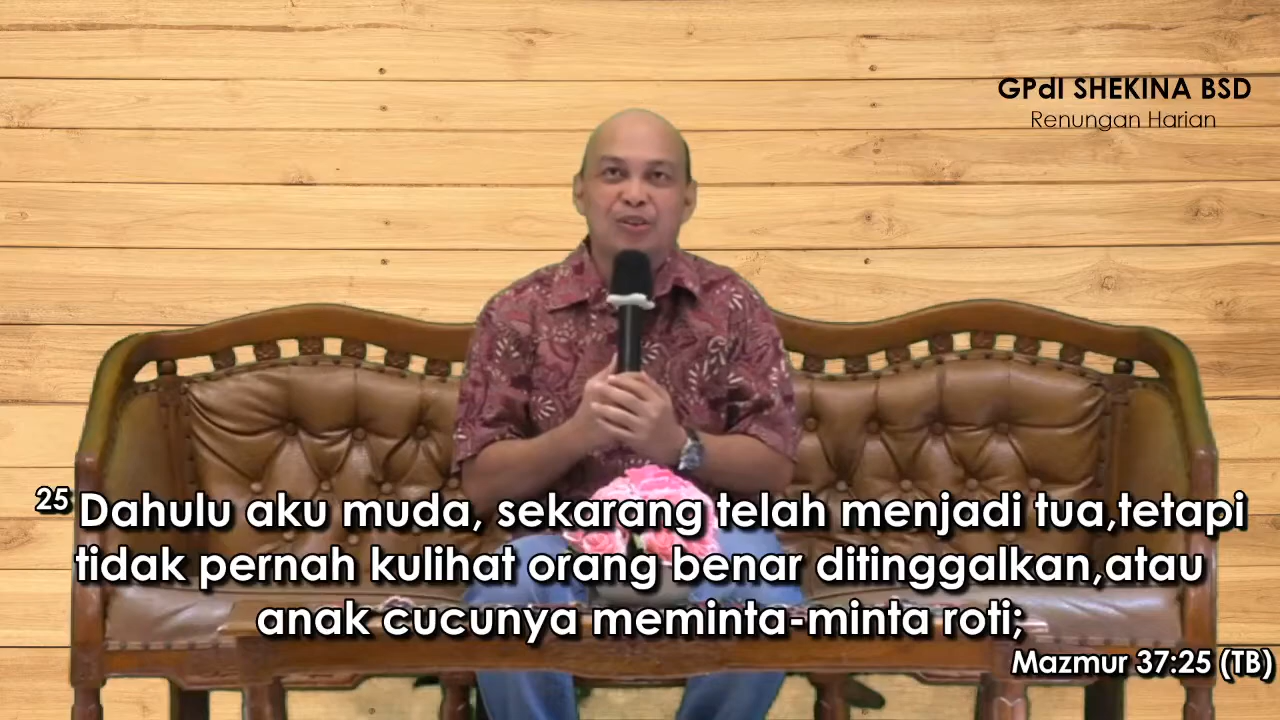 GPdI SHEKINA BSD
Renungan Harian
25 Dahulu aku muda, sekarang telah menjadi tua,tetapi
tidak pernah kulihat orang benar ditinggalkan,atau
anak cucunya meminta-minta roti;
Mazmur 37:25 (TB)